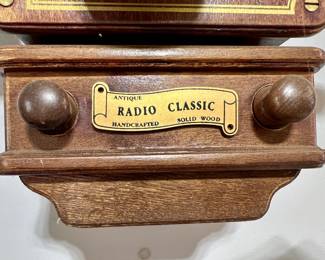 ANTIQUE
RADIO CLASSIC
HANDCRAFTED SOLID WOOD